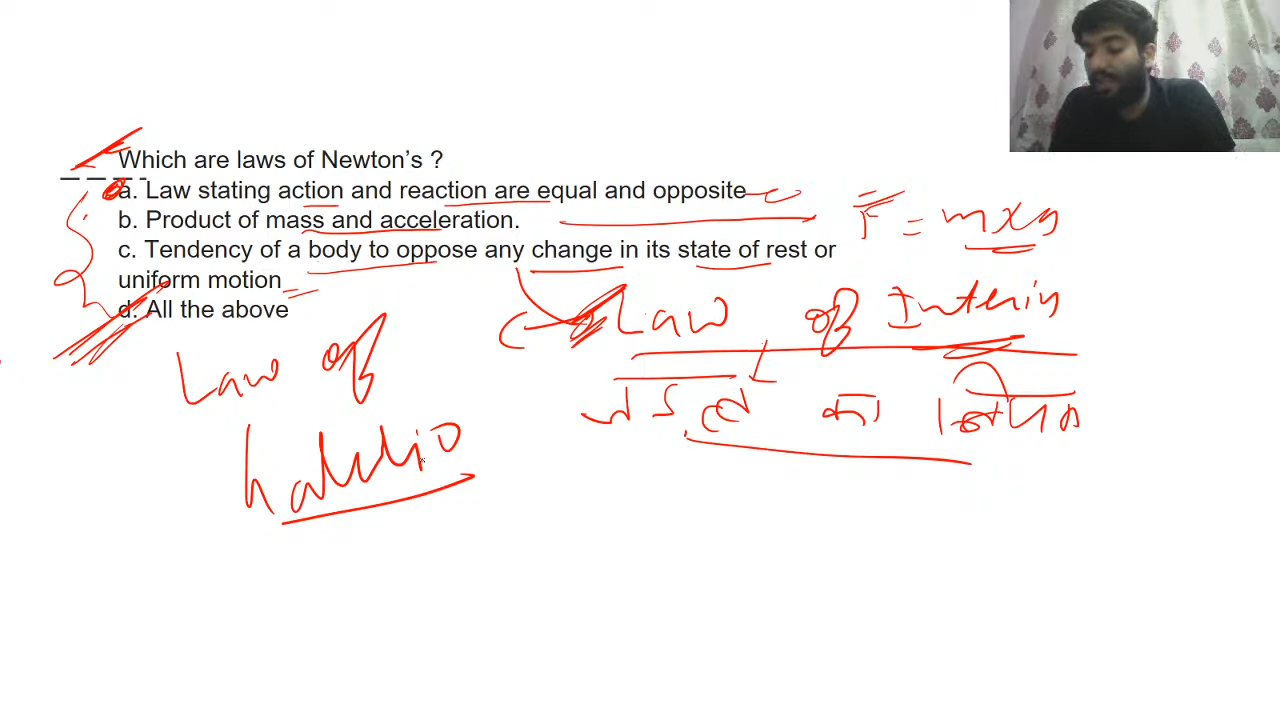 Which are laws of Newton's ?
a. Law stating action and reaction are equal and opposite
b. Product of mass and acceleration.
F = m x a
c. Tendency of a body to oppose any change in its state of rest or
uniform motion
d. All the above
Law of
Law of
का